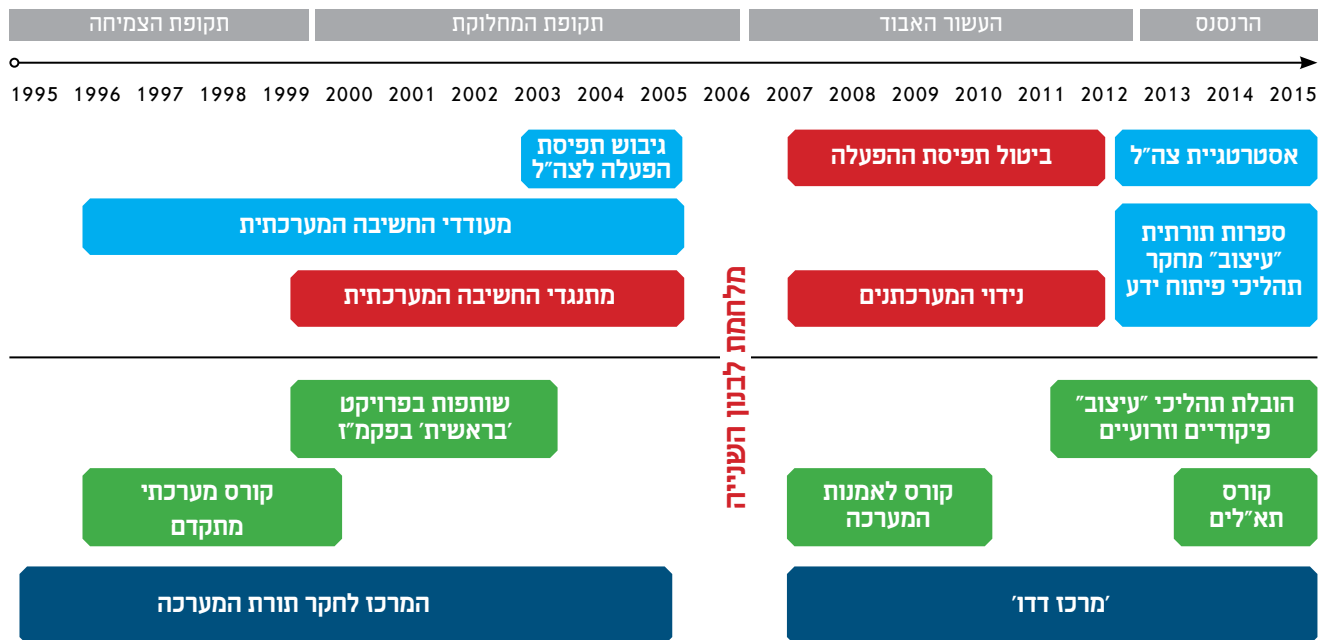 תקופת הצמיחה
תקופת המחלוקת
העשור האבוד
הרנסנס
1995 1996 1997 1998 1999 2000 2001 2002 2003 2004 2005 2006 2007 2008 2009 2010 2011 2012 2013 2014 2015
גיבוש תפיסת
הפעלה לצה"ל
ביטול תפיסת ההפעלה
אסטרטגיית צה"ל
מעודדי החשיבה המערכתית
ספרות תורתית
"עיצוב" מחקר
תהליכי פיתוח ידע
מתנגדי החשיבה המערכתית
נידוי המערכתנים
מלחמת לבנון השנייה
שותפות בפרויקט
'בראשית' בפקמ"ז
הובלת תהליכי "עיצוב"
פיקודיים וזרועיים
קורס מערכתי
מתקדם
קורס לאמנות
המערכה
קורס
תא"לים
המרכז לחקר תורת המערכה
'מרכז דדו'